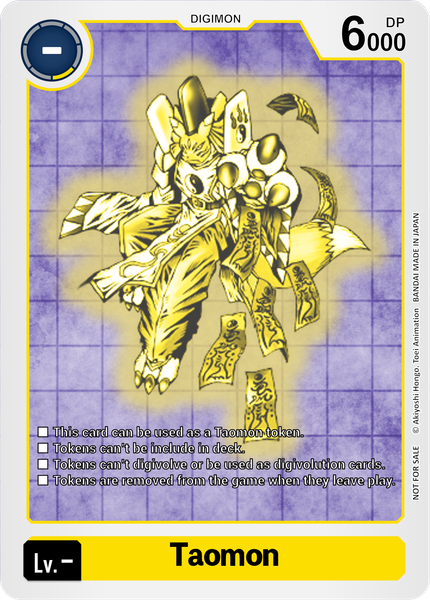 DIGIMON
-
DP
6000
□ This card can be used as a Taomon token.
□ Tokens can't be include in deck.
□ Tokens can't digivolve or be used as digivolution cards.
□ Tokens are removed from the game when they leave play.
NOT FOR SALE © Akiyoshi Hongo. Toei Animation BANDAI MADE IN JAPAN
Lv.-
Taomon